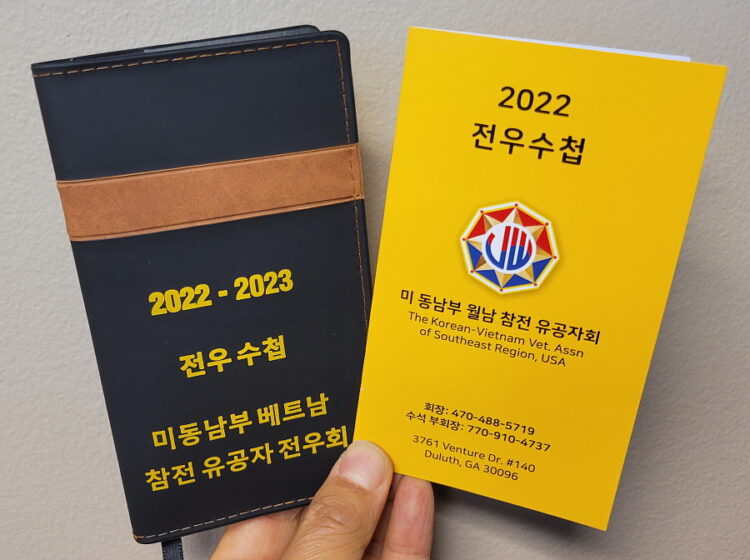 2022 - 2023
전우 수첩
미동남부 베트남
참전 유공자 전우회
2022
전우수첩
미 동남부 월남 참전 유공자회
The Korean-Vietnam Vet. Assn
of Southeast Region, USA
회장: 470-488-5719
수석 부회장: 770-910-4737
3761 Venture Dr. #140
Duluth, GA 30096